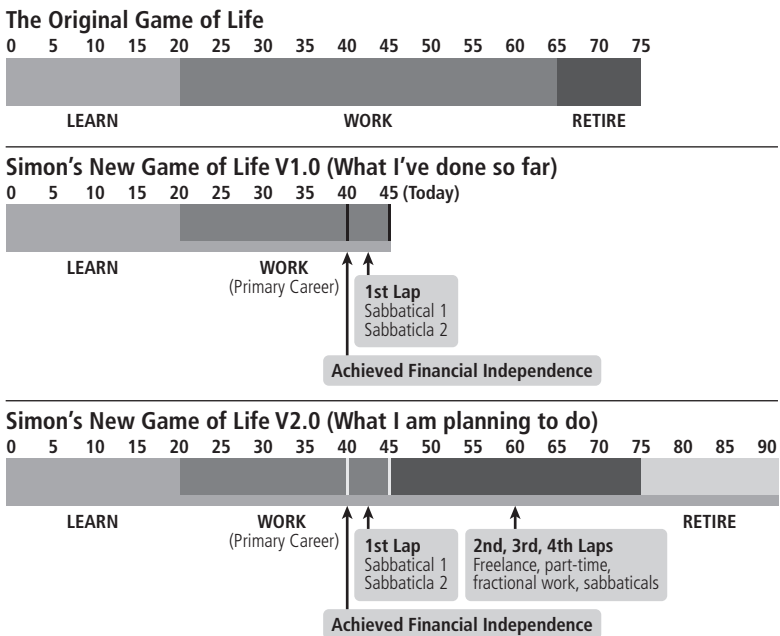 The Original Game of Life
0 5 10 15 20 25 30 35 40 45 50 55 60 65 70 75
LEARN WORK RETIRE
Simon's New Game of Life V1.0 (What I've done so far)
0 5 10 15 20 25 30 35 40 45 (Today)
LEARN WORK
(Primary Career)
1st Lap
Sabbatical 1
Sabbaticla 2
Achieved Financial Independence
Simon's New Game of Life V2.0 (What I am planning to do)
0 5 10 15 20 25 30 35 40 45 50 55 60 65 70 75 80 85 90
LEARN WORK RETIRE
(Primary Career)
1st Lap
Sabbatical 1
Sabbaticla 2
2nd, 3rd, 4th Laps
Freelance, part-time,
fractional work, sabbaticals
Achieved Financial Independence